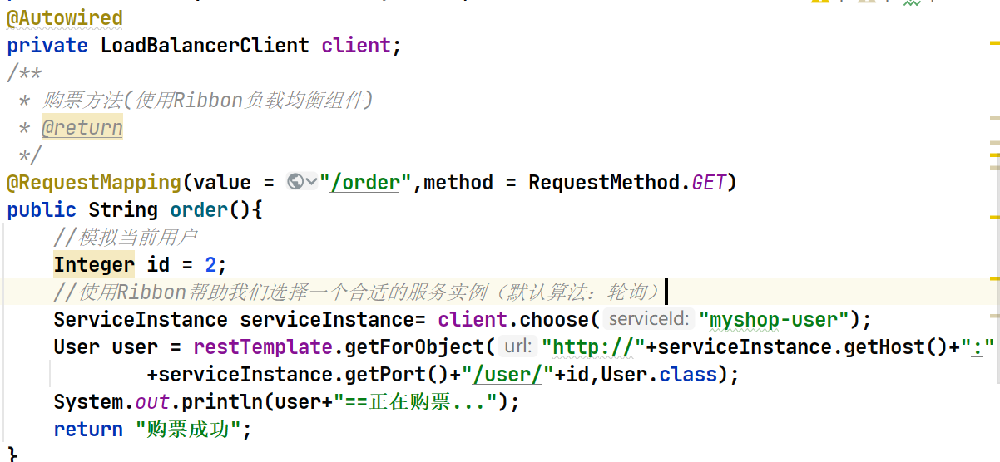 @Autowired
private LoadBalancerClient client;
/**
* 购票方法(使用Ribbon负载均衡组件)
* @return
*/
@RequestMapping(value = "/order",method = RequestMethod.GET)
public String order(){
//模拟当前用户
Integer id = 2;
//使用Ribbon帮助我们选择一个合适的服务实例（默认算法：轮询）
ServiceInstance serviceInstance= client.choose( serviceId: "myshop-user");
User user = restTemplate.getForObject( url: "http://"+serviceInstance.getHost()+":"
+serviceInstance.getPort()+"/user/"+id,User.class);
System.out.println(user+"==正在购票...");
return "购票成功";
}